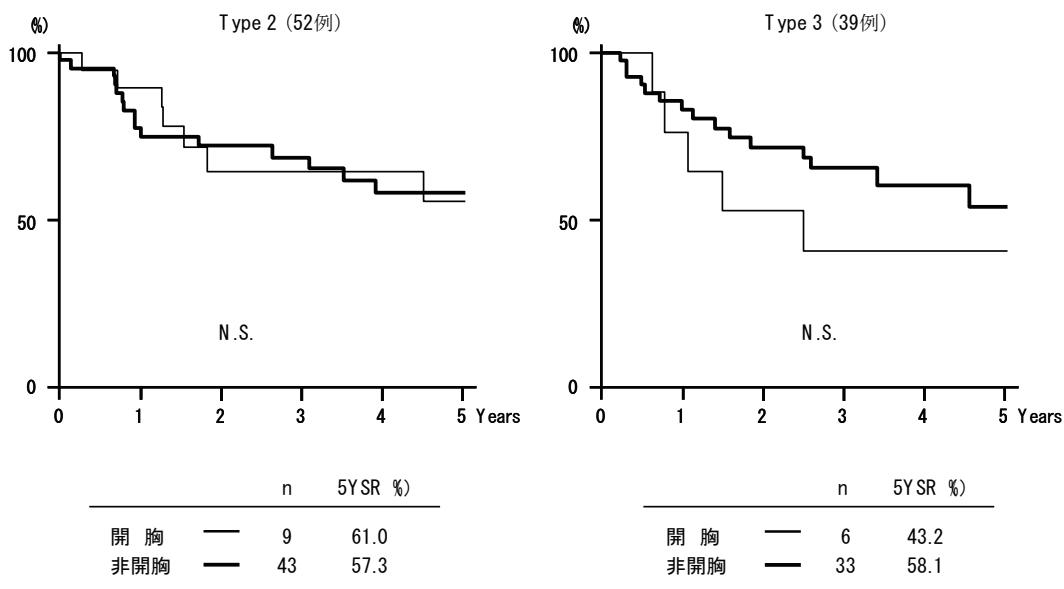 Type 2 (52例)
(%)
100
50
0
N.S.
0 1 2 3 4 5 Years
n 5YSR %)
開 胸 9 61.0
非開胸 43 57.3
Type 3 (39例)
(%)
100
50
0
N.S.
0 1 2 3 4 5 Years
n 5YSR %)
開 胸 6 43.2
非開胸 33 58.1